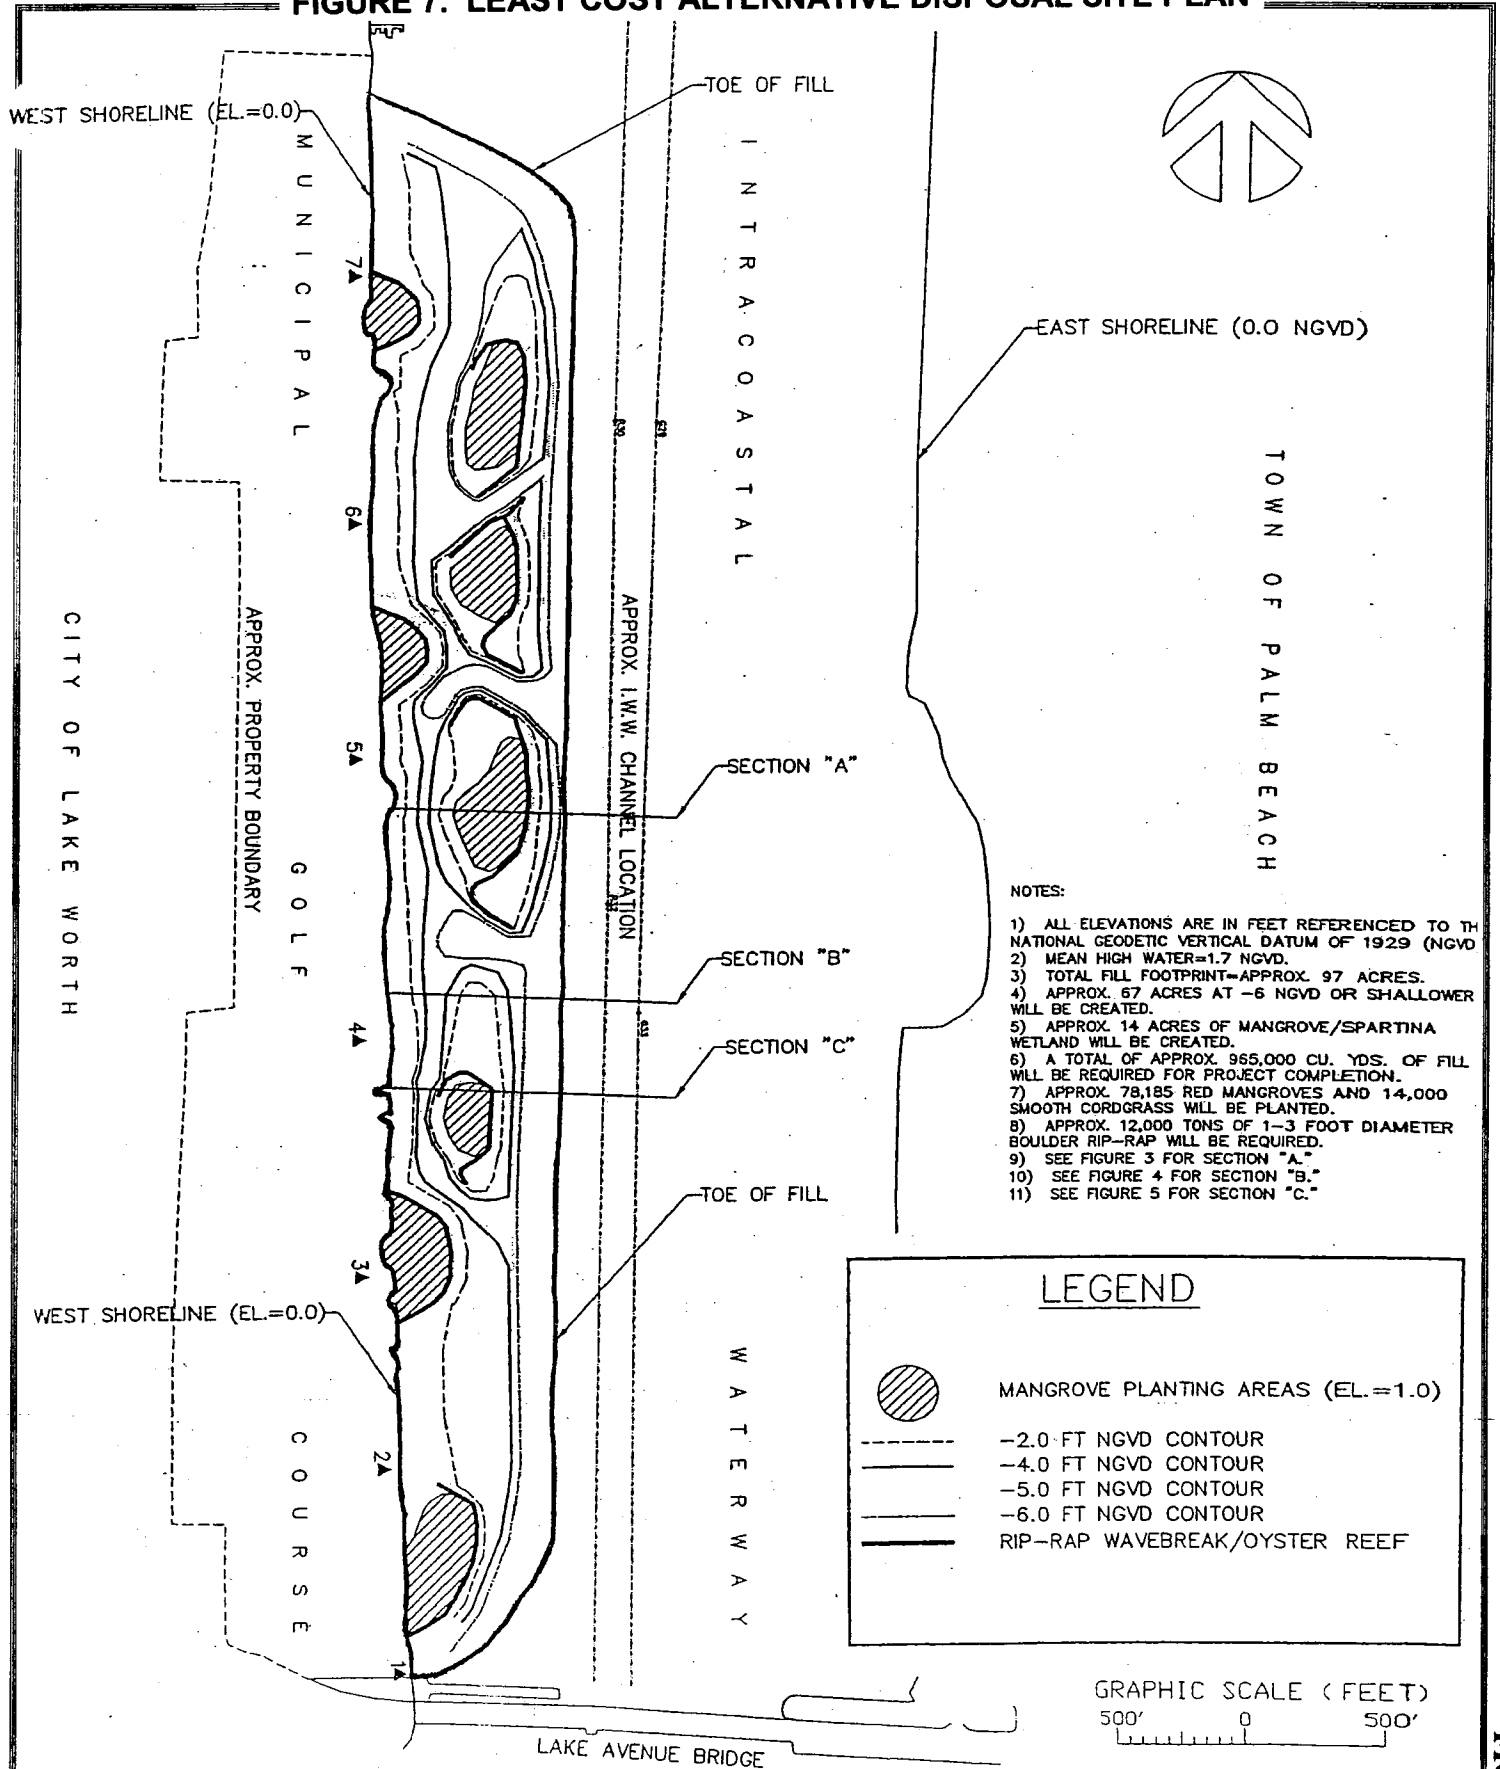 FIGURE 7. LEAST COST ALTERNATIVE DISPOSAL SITE PLAN
TOE OF FILL
WEST SHORELINE (EL.=0.0)
MUNICIPAL
INTRACOASTAL
7
EAST SHORELINE (0.0 NGVD)
6
TOWN OF PALM BEACH
CITY OF LAKE WORTH
APPROX. PROPERTY BOUNDARY
APPROX. I.W.W. CHANNEL LOCATION
5
SECTION "A"
GOLF
NOTES:
1) ALL ELEVATIONS ARE IN FEET REFERENCED TO TH
NATIONAL GEODETIC VERTICAL DATUM OF 1929 (NGVD
2) MEAN HIGH WATER=1.7 NGVD.
3) TOTAL FILL FOOTPRINT=APPROX. 97 ACRES.
4) APPROX. 67 ACRES AT -6 NGVD OR SHALLOWER
WILL BE CREATED.
5) APPROX. 14 ACRES OF MANGROVE/SPARTINA
WETLAND WILL BE CREATED.
6) A TOTAL OF APPROX. 965,000 CU. YDS. OF FILL
WILL BE REQUIRED FOR PROJECT COMPLETION.
7) APPROX. 78,185 RED MANGROVES AND 14,000
SMOOTH CORDGRASS WILL BE PLANTED.
8) APPROX. 12,000 TONS OF 1-3 FOOT DIAMETER
BOULDER RIP-RAP WILL BE REQUIRED.
9) SEE FIGURE 3 FOR SECTION "A."
10) SEE FIGURE 4 FOR SECTION "B."
11) SEE FIGURE 5 FOR SECTION "C."
SECTION "B"
4
SECTION "C"
TOE OF FILL
3
WEST SHORELINE (EL.=0.0)
WATERWAY
COURSE
2
1
LEGEND
MANGROVE PLANTING AREAS (EL.=1.0)
-2.0 FT NGVD CONTOUR
-4.0 FT NGVD CONTOUR
-5.0 FT NGVD CONTOUR
-6.0 FT NGVD CONTOUR
RIP-RAP WAVEBREAK/OYSTER REEF
GRAPHIC SCALE (FEET)
500' 0 500'
LAKE AVENUE BRIDGE